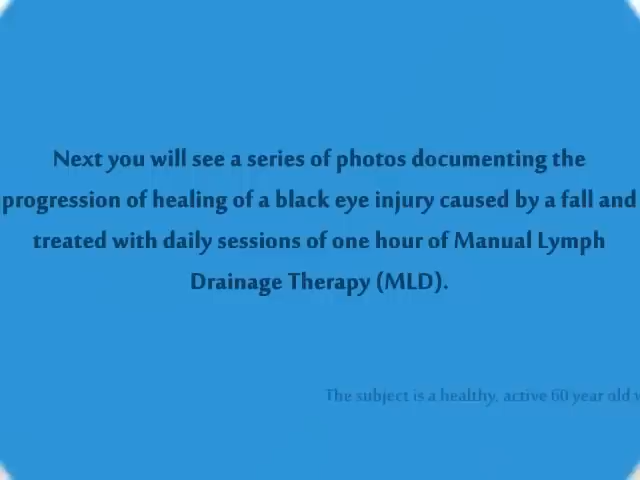 Next you will see a series of photos documenting the
progression of healing of a black eye injury caused by a fall and
treated with daily sessions of one hour of Manual Lymph
Drainage Therapy (MLD).
The subject is a healthy, active 60 year old